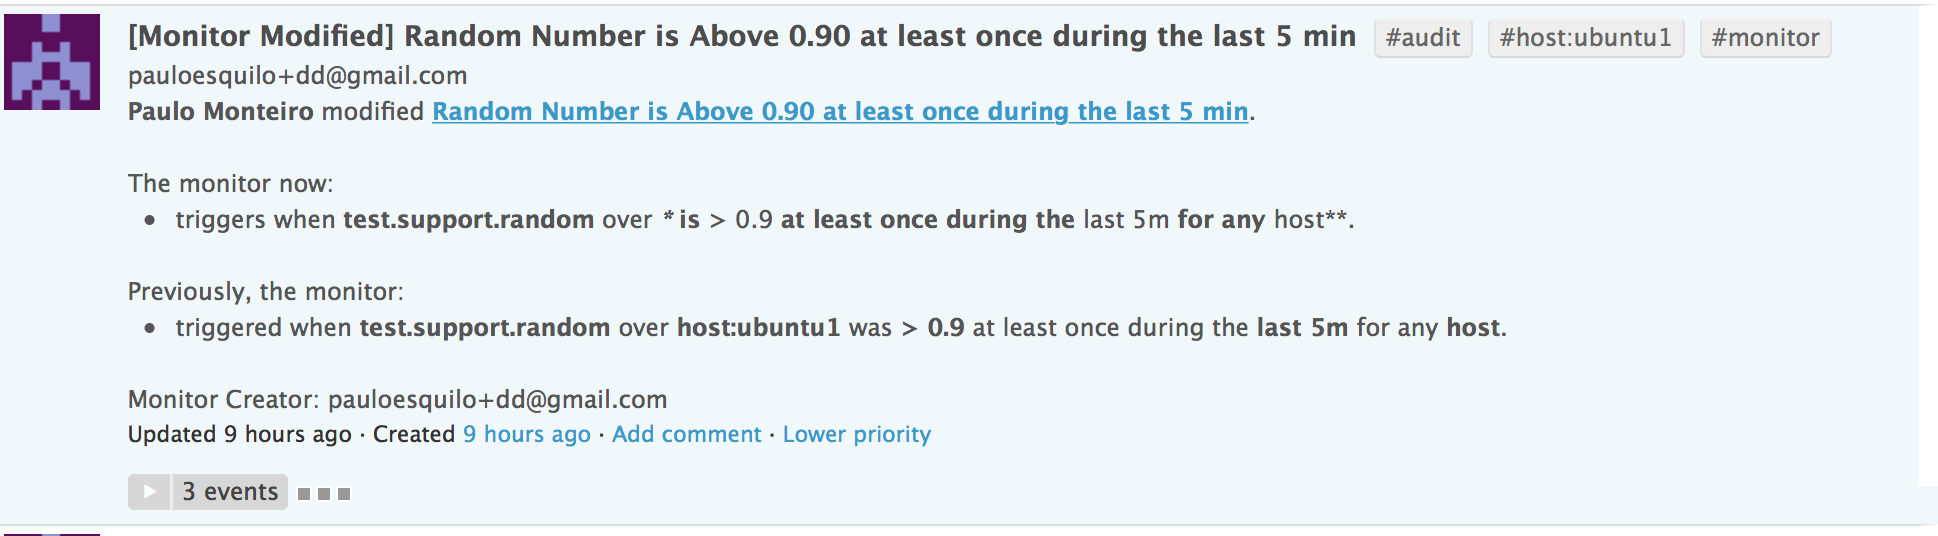 [Monitor Modified] Random Number is Above 0.90 at least once during the last 5 min #audit #host:ubuntu1 #monitor
pauloesquilo+dd@gmail.com
Paulo Monteiro modified Random Number is Above 0.90 at least once during the last 5 min.
The monitor now:
• triggers when test.support.random over * is > 0.9 at least once during the last 5m for any host**.
Previously, the monitor:
• triggered when test.support.random over host:ubuntu1 was > 0.9 at least once during the last 5m for any host.
Monitor Creator: pauloesquilo+dd@gmail.com
Updated 9 hours ago · Created 9 hours ago · Add comment · Lower priority
3 events